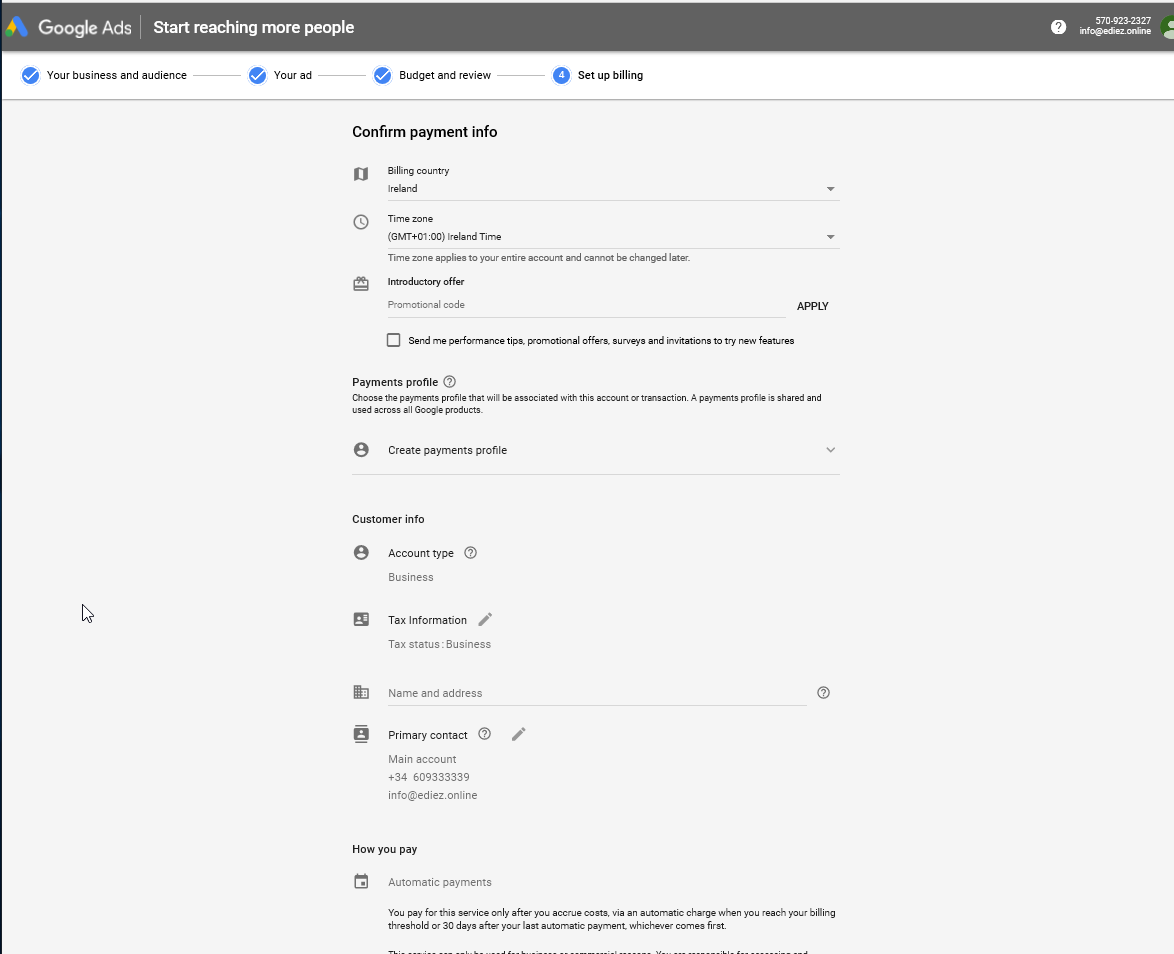 Google Ads Start reaching more people
570-923-2327
info@ediez.online
Your business and audience Your ad Budget and review 4 Set up billing
Confirm payment info
Billing country
Ireland
Time zone
(GMT+01:00) Ireland Time
Time zone applies to your entire account and cannot be changed later.
Introductory offer
Promotional code APPLY
Send me performance tips, promotional offers, surveys and invitations to try new features
Payments profile
Choose the payments profile that will be associated with this account or transaction. A payments profile is shared and
used across all Google products.
Create payments profile
Customer info
Account type
Business
Tax Information
Tax status: Business
Name and address
Primary contact
Main account
+34 609333339
info@ediez.online
How you pay
Automatic payments
You pay for this service only after you accrue costs, via an automatic charge when you reach your billing
threshold or 30 days after your last automatic payment, whichever comes first.